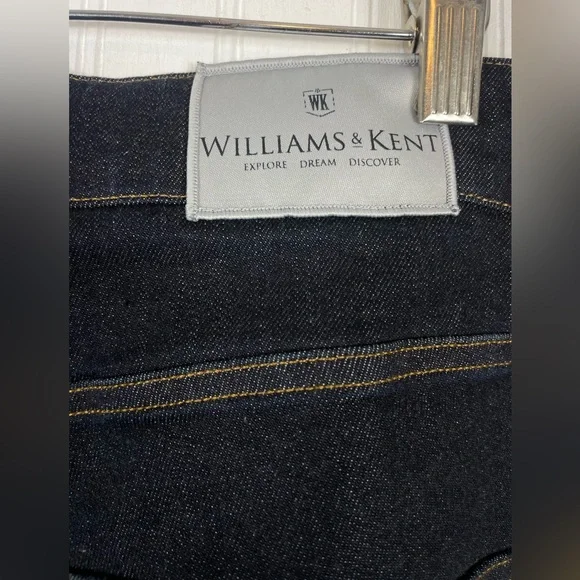 WK
WILLIAMS & KENT
EXPLORE DREAM DISCOVER